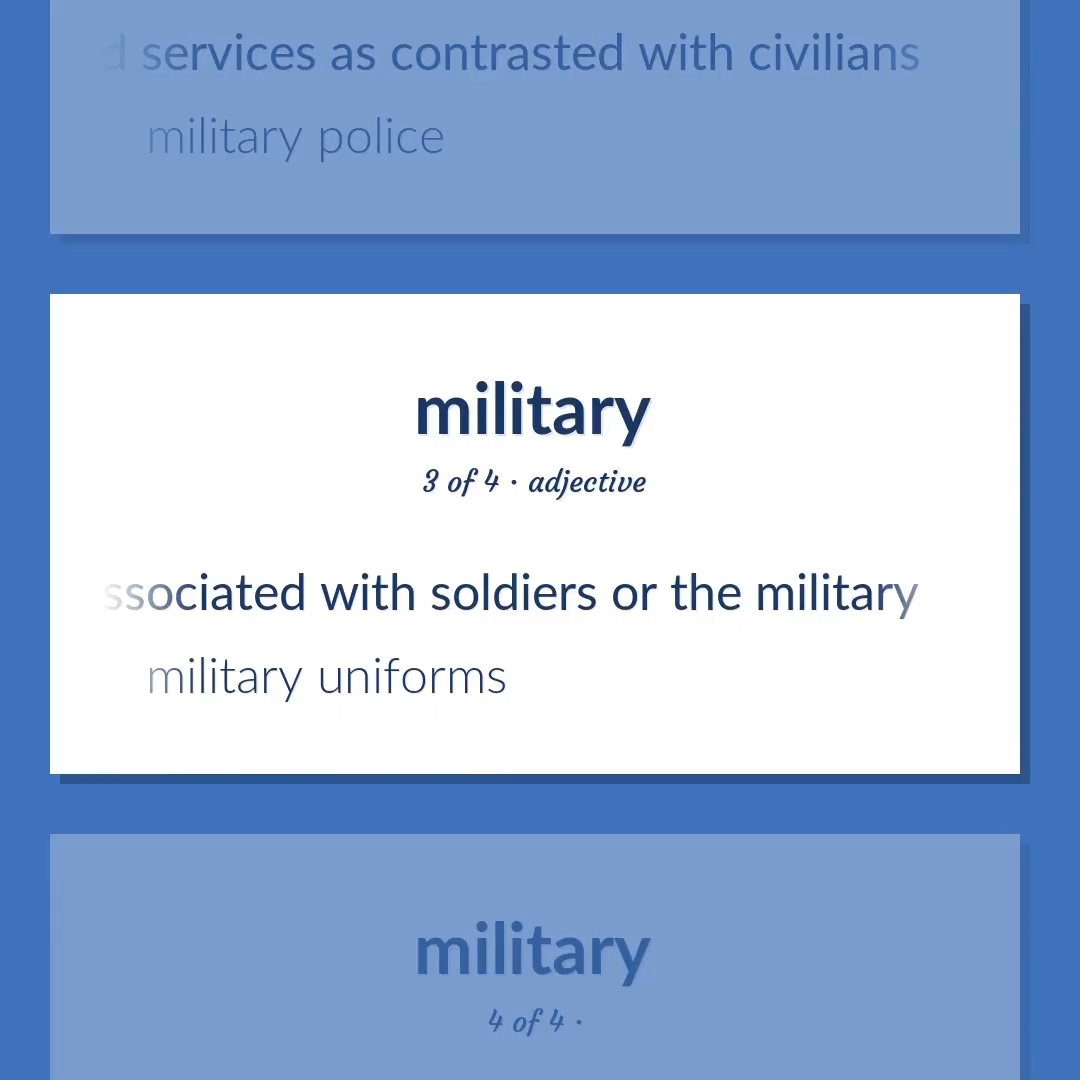 d services as contrasted with civilians
military police
military
3 of 4 · adjective
ssociated with soldiers or the military
military uniforms
military
4 of 4 ·